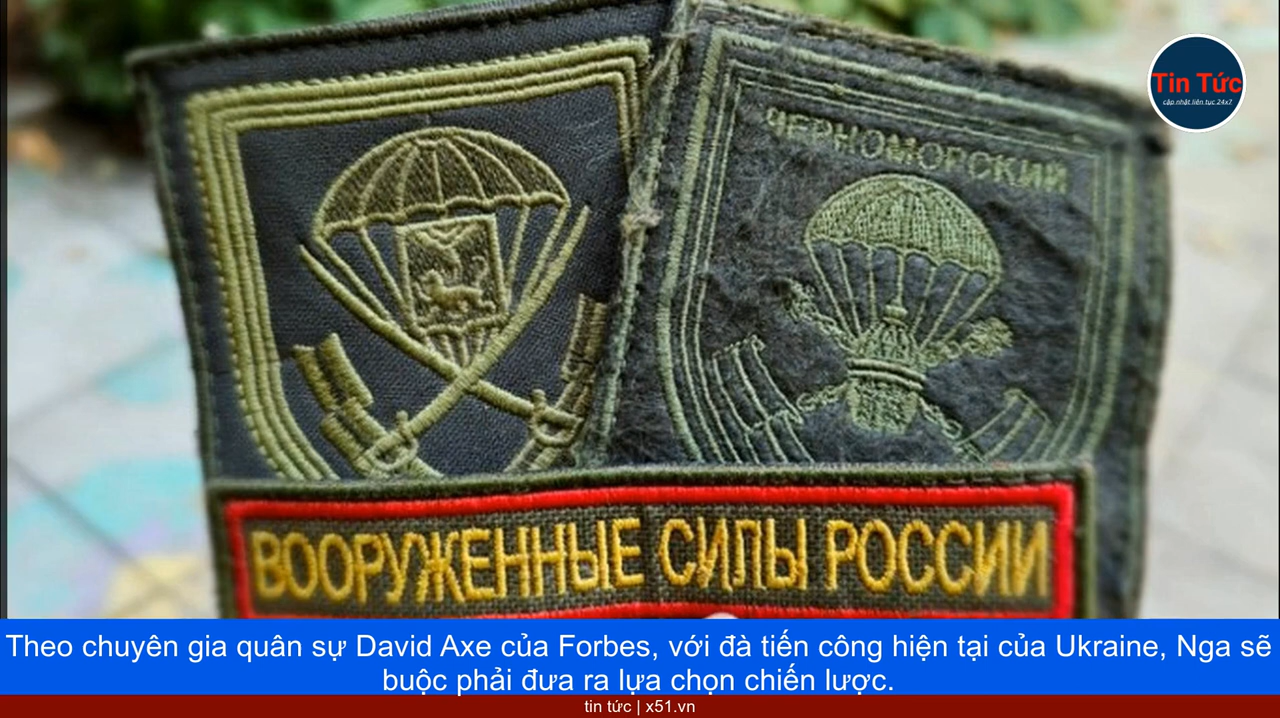 Tin Tức
cập nhật liên tục 24x7
ЧЕРНОМОРСКИЙ
ВООРУЖЕННЫЕ СИЛЫ РОССИИ
Theo chuyên gia quân sự David Axe của Forbes, với đà tiến công hiện tại của Ukraine, Nga sẽ
buộc phải đưa ra lựa chọn chiến lược.
tin tức | x51.vn